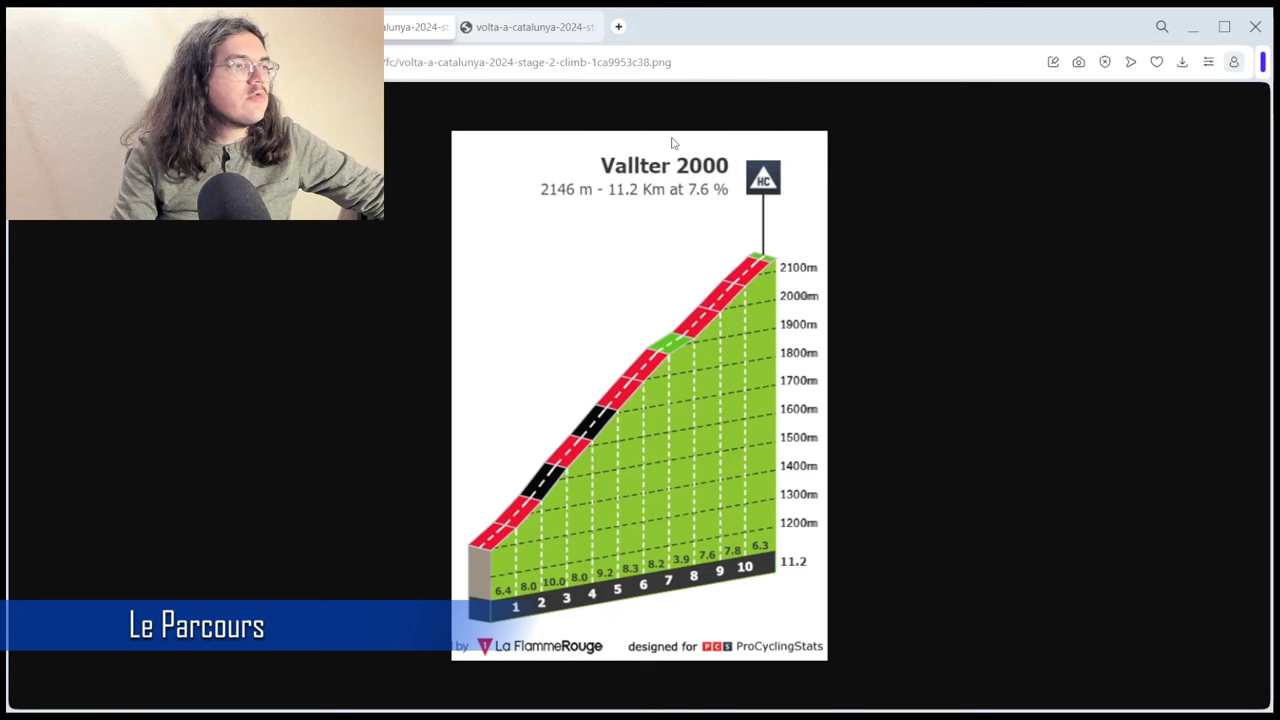 alunya-2024-st
volta-a-catalunya-2024-st
/fc/volta-a-catalunya-2024-stage-2-climb-1ca9953c38.png
Vallter 2000
2146 m - 11.2 Km at 7.6 %
HC
2100m
2000m
1900m
1800m
1700m
1600m
1500m
1400m
1300m
1200m
6.4 8.0 10.0 8.0 9.2 8.3 8.2 3.9 7.6 7.8 6.3
11.2
1 2 3 4 5 6 7 8 9 10
Le Parcours
by La FlammeRouge designed for PCS ProCyclingStats